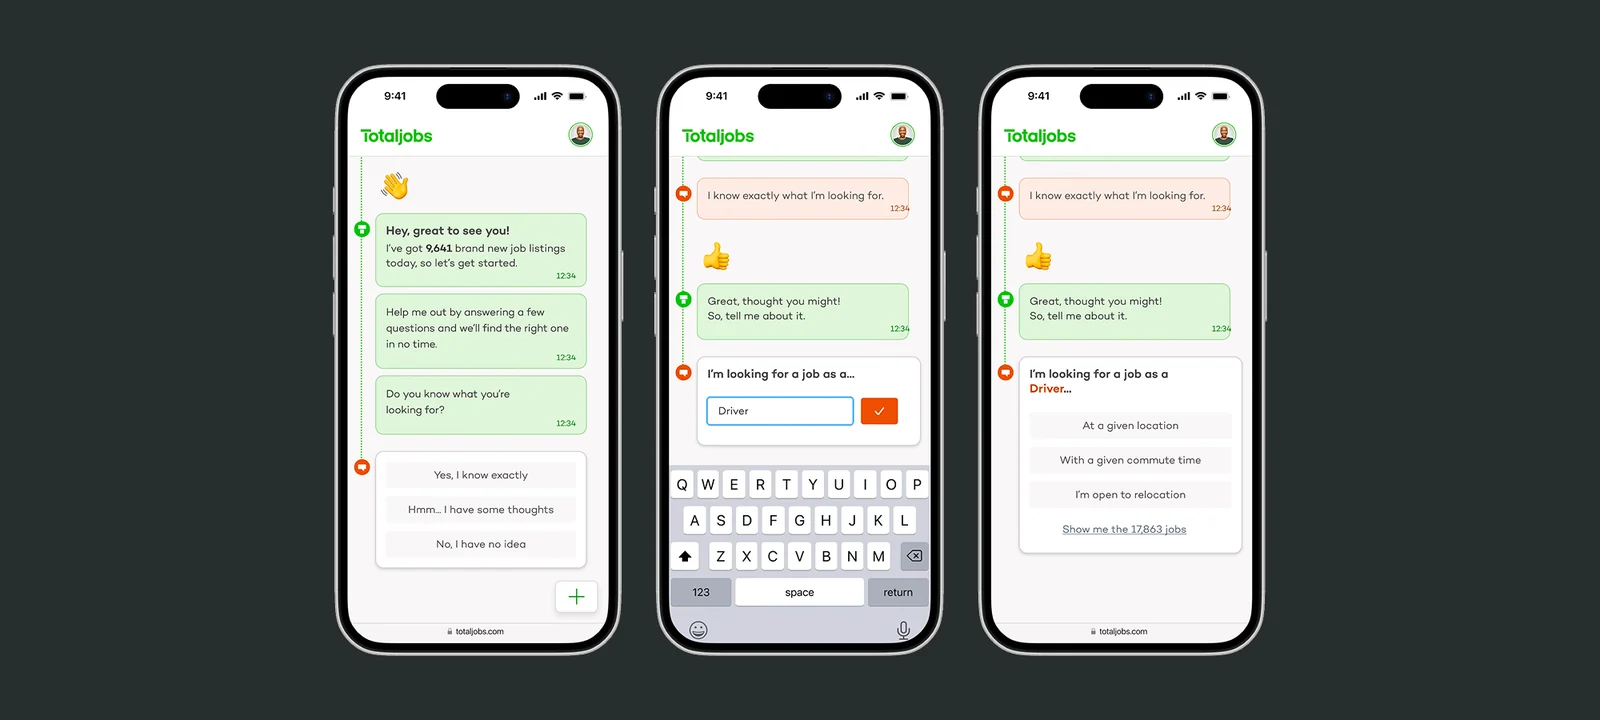 9:41
Totaljobs
Hey, great to see you!
I've got 9,641 brand new job listings
today, so let's get started.
12:34
Help me out by answering a few
questions and we'll find the right one
in no time.
12:34
Do you know what you're
looking for?
12:34
Yes, I know exactly
Hmm... I have some thoughts
No, I have no idea
totaljobs.com
9:41
Totaljobs
I know exactly what I'm looking for.
12:34
Great, thought you might!
So, tell me about it.
12:34
I'm looking for a job as a...
Driver
Q W E R T Y U I O P
A S D F G H J K L
Z X C V B N M
123 space return
9:41
Totaljobs
I know exactly what I'm looking for.
12:34
Great, thought you might!
So, tell me about it.
12:34
I'm looking for a job as a
Driver...
At a given location
With a given commute time
I'm open to relocation
Show me the 17,863 jobs
totaljobs.com